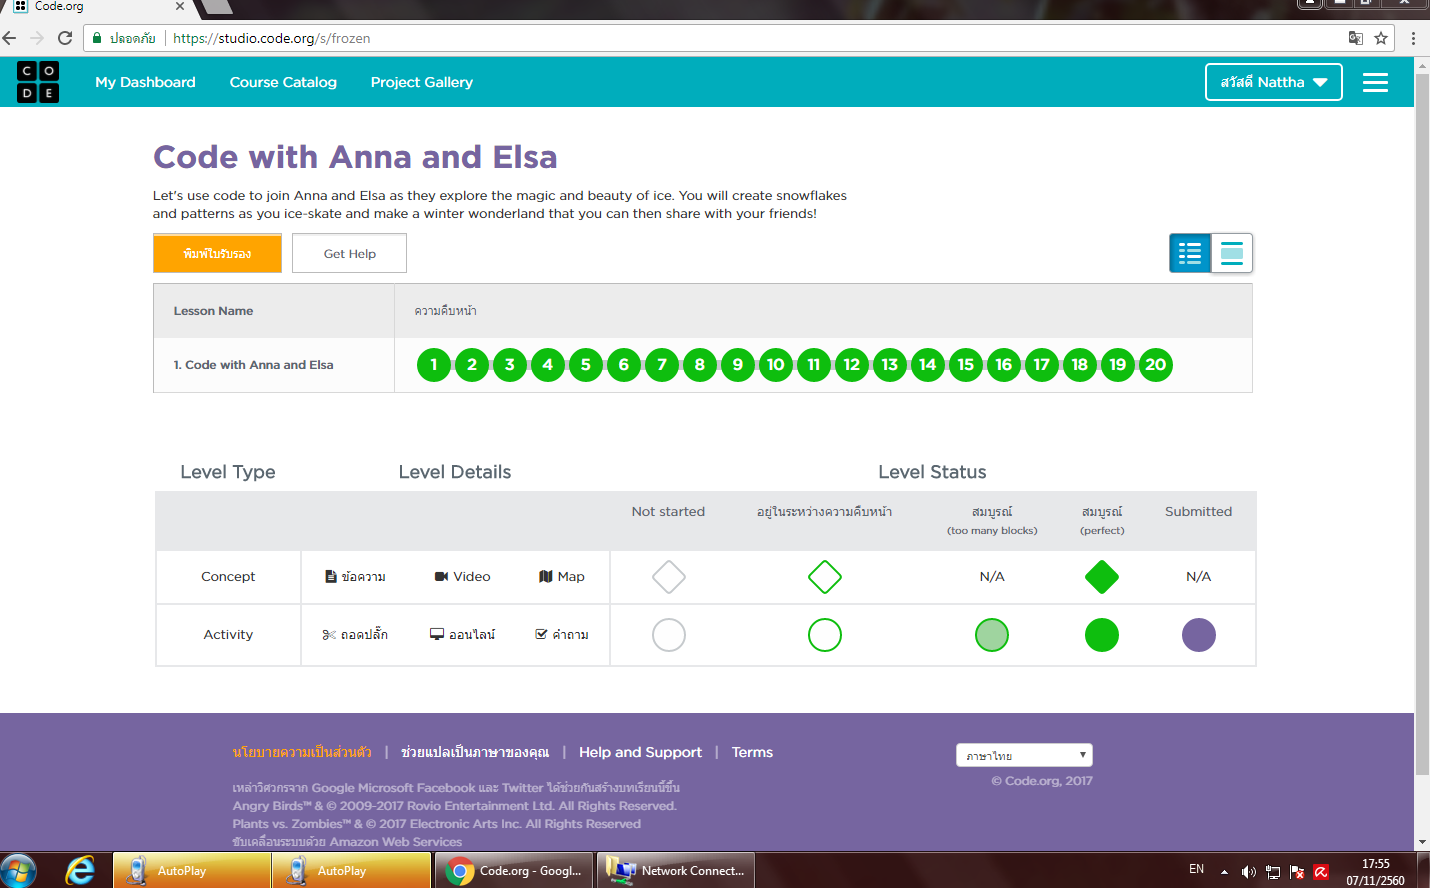 Code.org
ปลอดภัย https://studio.code.org/s/frozen
C O D E
My Dashboard Course Catalog Project Gallery สวัสดี Nattha
Code with Anna and Elsa
Let's use code to join Anna and Elsa as they explore the magic and beauty of ice. You will create snowflakes
and patterns as you ice-skate and make a winter wonderland that you can then share with your friends!
พิมพ์ใบรับรอง Get Help
Lesson Name ความคืบหน้า
1. Code with Anna and Elsa 1 2 3 4 5 6 7 8 9 10 11 12 13 14 15 16 17 18 19 20
Level Type Level Details Level Status
Not started อยู่ในระหว่างความคืบหน้า สมบูรณ์ สมบูรณ์ Submitted
(too many blocks) (perfect)
Concept ข้อความ Video Map N/A N/A
Activity ถอดปลั๊ก ออนไลน์ คำถาม
นโยบายความเป็นส่วนตัว | ช่วยแปลเป็นภาษาของคุณ | Help and Support | Terms ภาษาไทย
© Code.org, 2017
เหล่าวิศวกรจาก Google Microsoft Facebook และ Twitter ได้ช่วยกันสร้างบทเรียนนี้ขึ้น
Angry Birds™ & © 2009-2017 Rovio Entertainment Ltd. All Rights Reserved.
Plants vs. Zombies™ & © 2017 Electronic Arts Inc. All Rights Reserved
ขับเคลื่อนระบบด้วย Amazon Web Services
AutoPlay AutoPlay Code.org - Googl... Network Connect... EN 17:55
07/11/2560